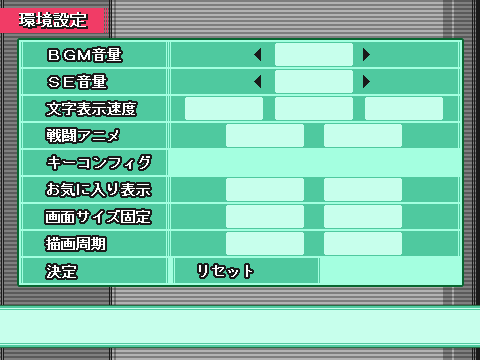 環境設定
ＢＧＭ音量
ＳＥ音量
文字表示速度
戦闘アニメ
キーコンフィグ
お気に入り表示
画面サイズ固定
描画周期
決定 リセット